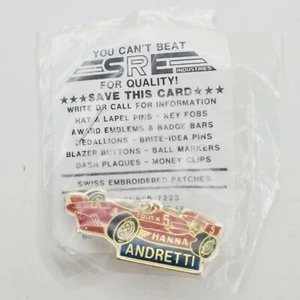 YOU CAN'T BEAT
SRE
INDUSTRIES
FOR QUALITY!
★★★SAVE THIS CARD★★★
WRITE OR CALL FOR INFORMATION
HAT & LAPEL PINS - KEY FOBS
AWARD EMBLEMS & BADGE BARS
MEDALLIONS - BRITE-IDEA PINS
BLAZER BUTTONS - BALL MARKERS
DASH PLAQUES - MONEY CLIPS
SWISS EMBROIDERED PATCHES
7223
5
5
HANNA
ANDRETTI